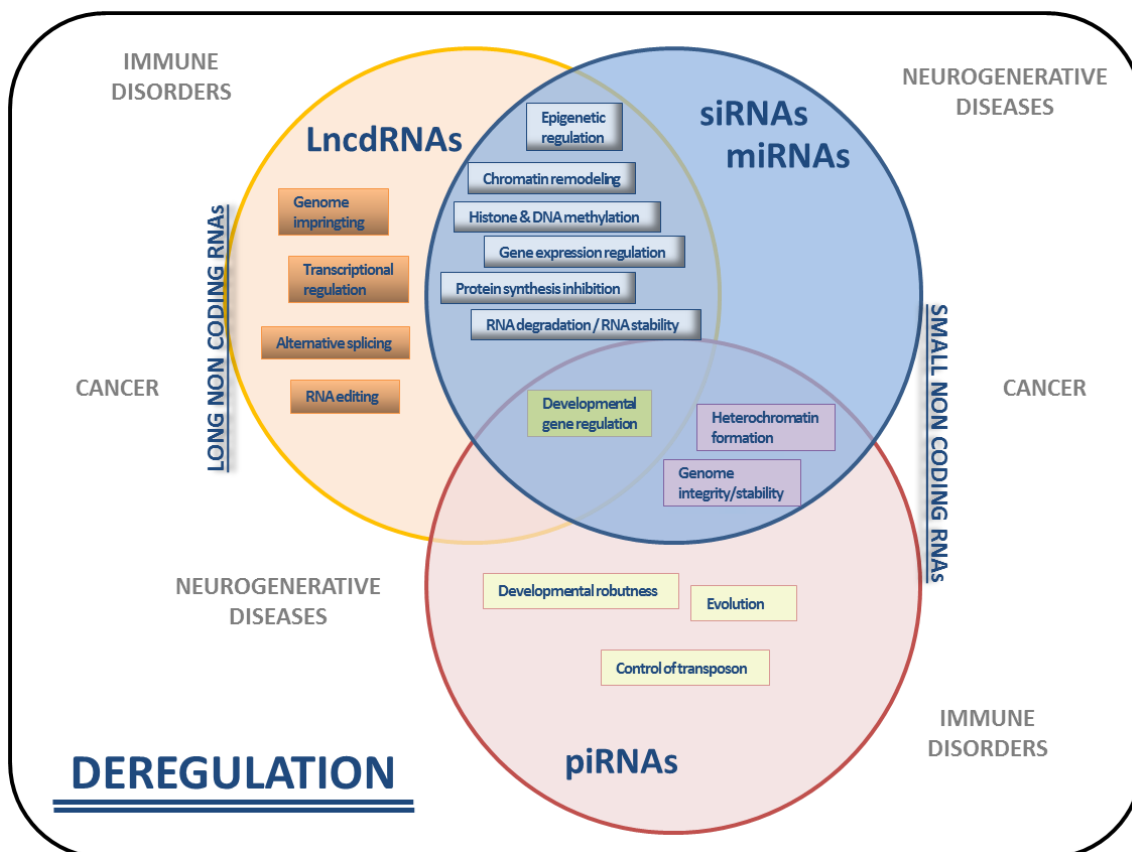 IMMUNE
DISORDERS
NEUROGENERATIVE
DISEASES
LncdRNAs
siRNAs
miRNAs
Epigenetic
regulation
Chromatin remodeling
Histone & DNA methylation
Gene expression regulation
Protein synthesis inhibition
RNA degradation / RNA stability
Genome
impringting
Transcriptional
regulation
Alternative splicing
RNA editing
LONG NON CODING RNAs
SMALL NON CODING RNAs
CANCER
CANCER
Developmental
gene regulation
Heterochromatin
formation
Genome
integrity/stability
NEUROGENERATIVE
DISEASES
Developmental robutness
Evolution
Control of transposon
IMMUNE
DISORDERS
piRNAs
DEREGULATION